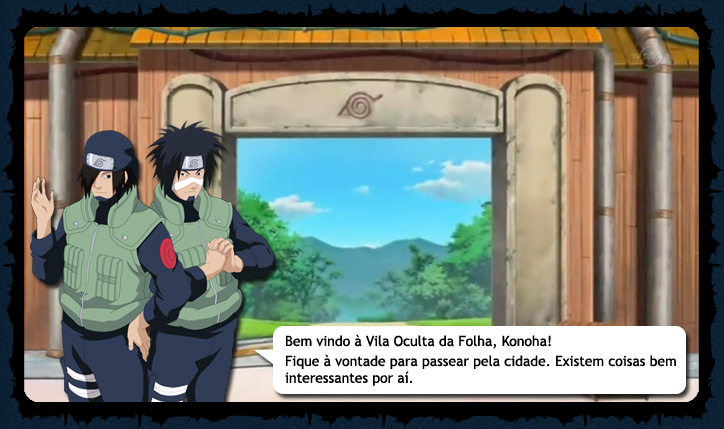 Bem vindo à Vila Oculta da Folha, Konoha!
Fique à vontade para passear pela cidade. Existem coisas bem
interessantes por aí.